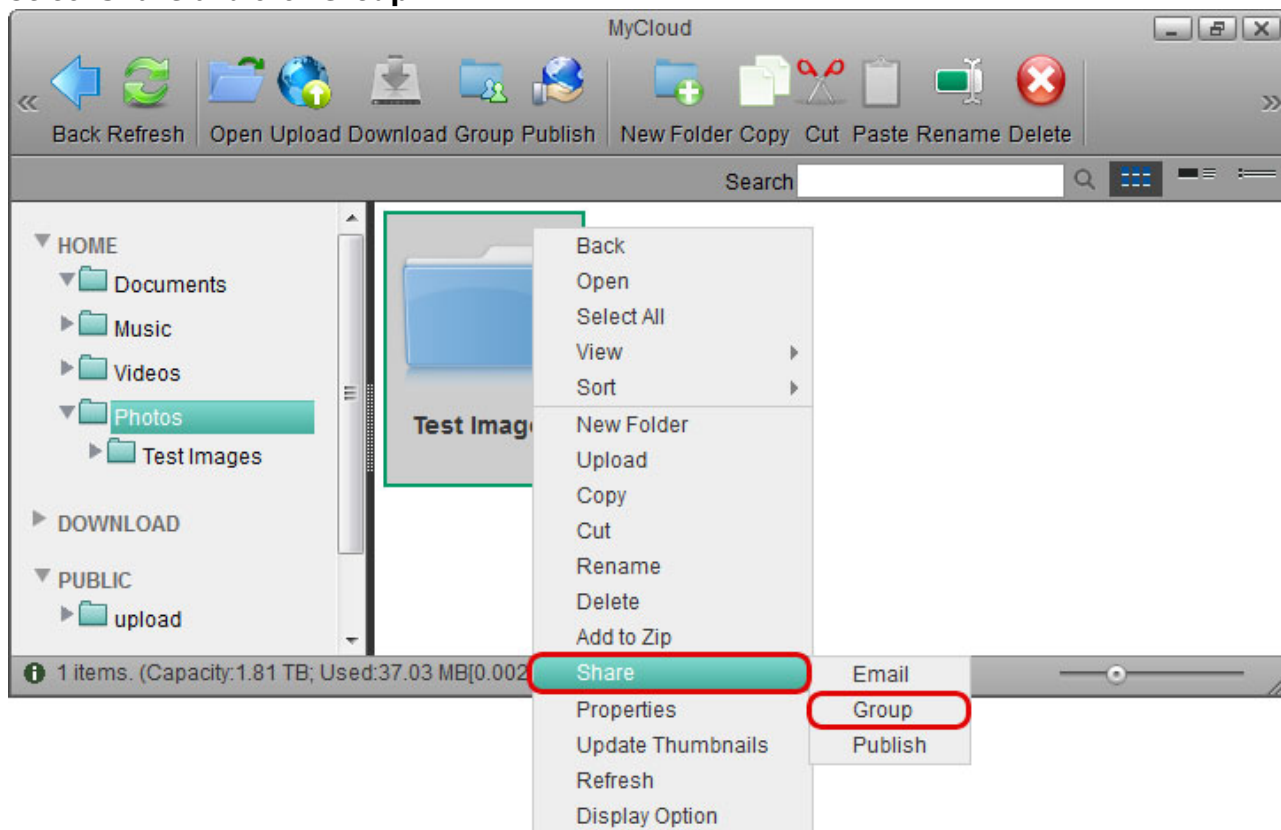 MyCloud
Back Refresh Open Upload Download Group Publish New Folder Copy Cut Paste Rename Delete
Search
HOME
Documents
Music
Videos
Photos
Test Images
DOWNLOAD
PUBLIC
upload
Test Imag
Back
Open
Select All
View
Sort
New Folder
Upload
Copy
Cut
Rename
Delete
Add to Zip
Share
Properties
Update Thumbnails
Refresh
Display Option
Email
Group
Publish
1 items. (Capacity:1.81 TB; Used:37.03 MB[0.002